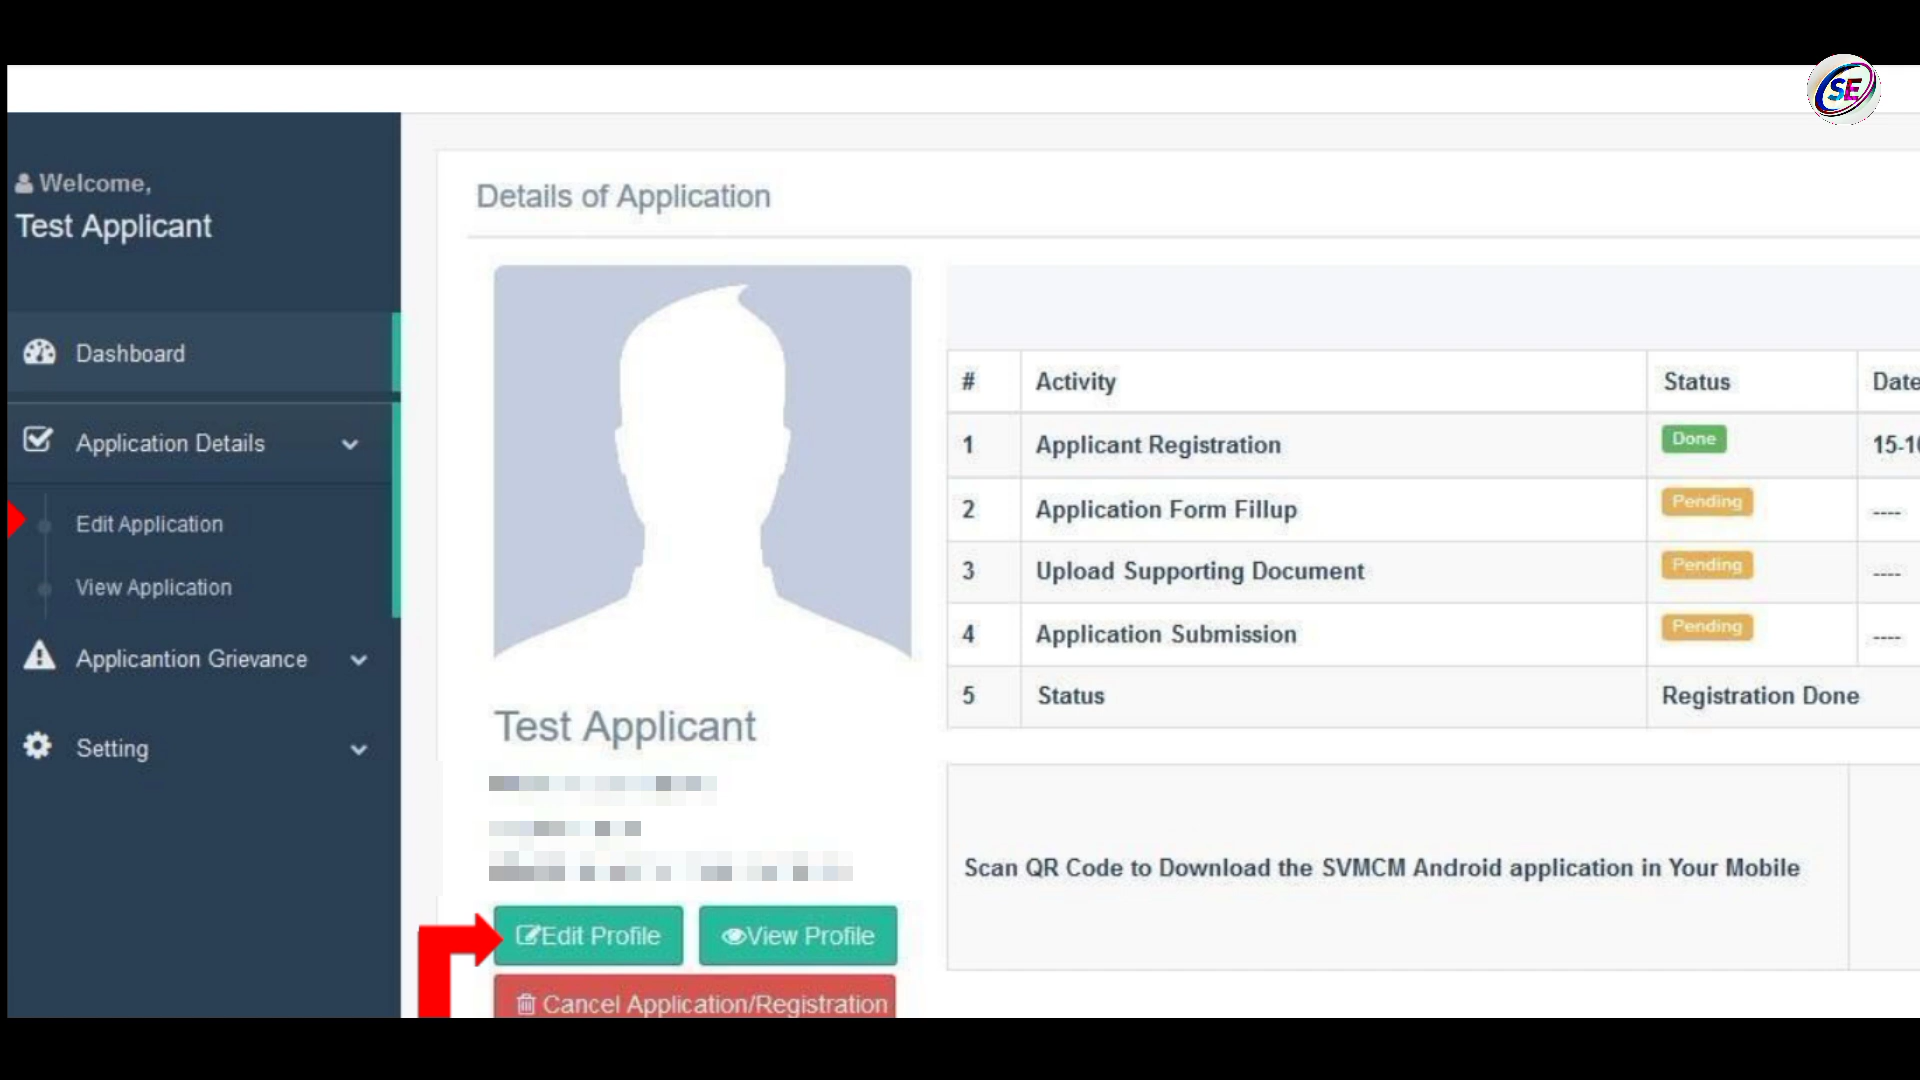 SE
Welcome,
Test Applicant
Dashboard
Application Details
Edit Application
View Application
Applicantion Grievance
Setting
Details of Application
Test Applicant
Edit Profile
View Profile
Cancel Application/Registration
# Activity Status Date
1 Applicant Registration Done 15-10
2 Application Form Fillup Pending ----
3 Upload Supporting Document Pending ----
4 Application Submission Pending ----
5 Status Registration Done
Scan QR Code to Download the SVMCM Android application in Your Mobile